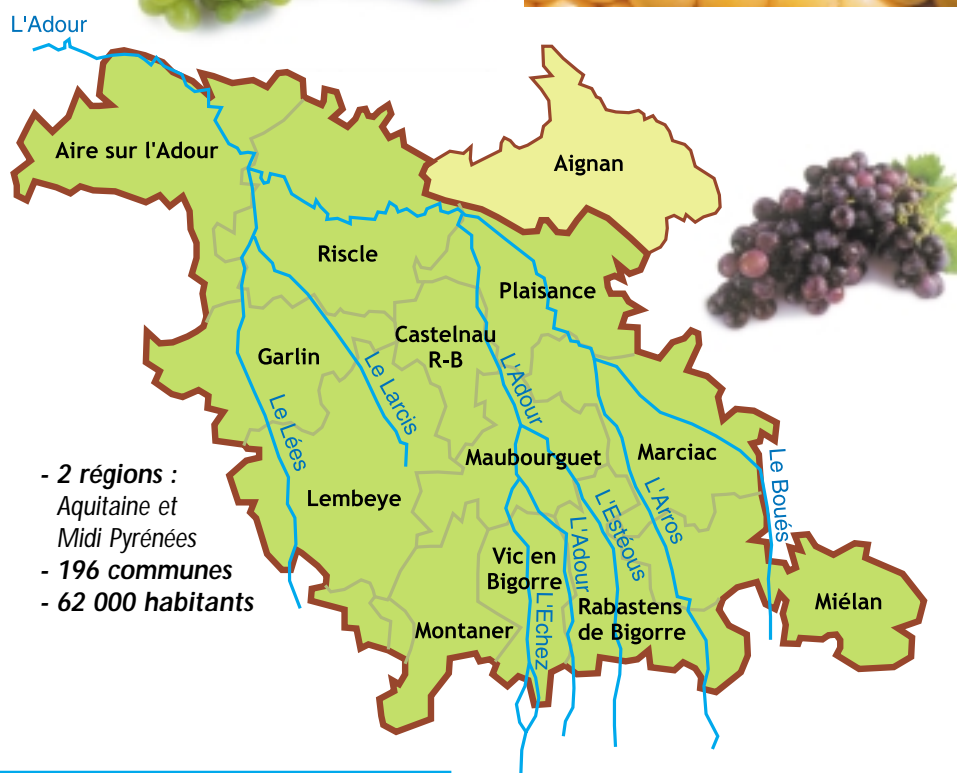 L'Adour
Aire sur l'Adour
Aignan
Riscle
Plaisance
Castelnau
R-B
Garlin
Le Larcis
L'Adour
Le Lées
Maubourguet
Marciac
Le Boués
- 2 régions :
Aquitaine et
Midi Pyrénées
- 196 communes
- 62 000 habitants
Lembeye
L'Estéous
L'Arros
L'Adour
Vic en
Bigorre
L'Echez
Rabastens
de Bigorre
Miélan
Montaner